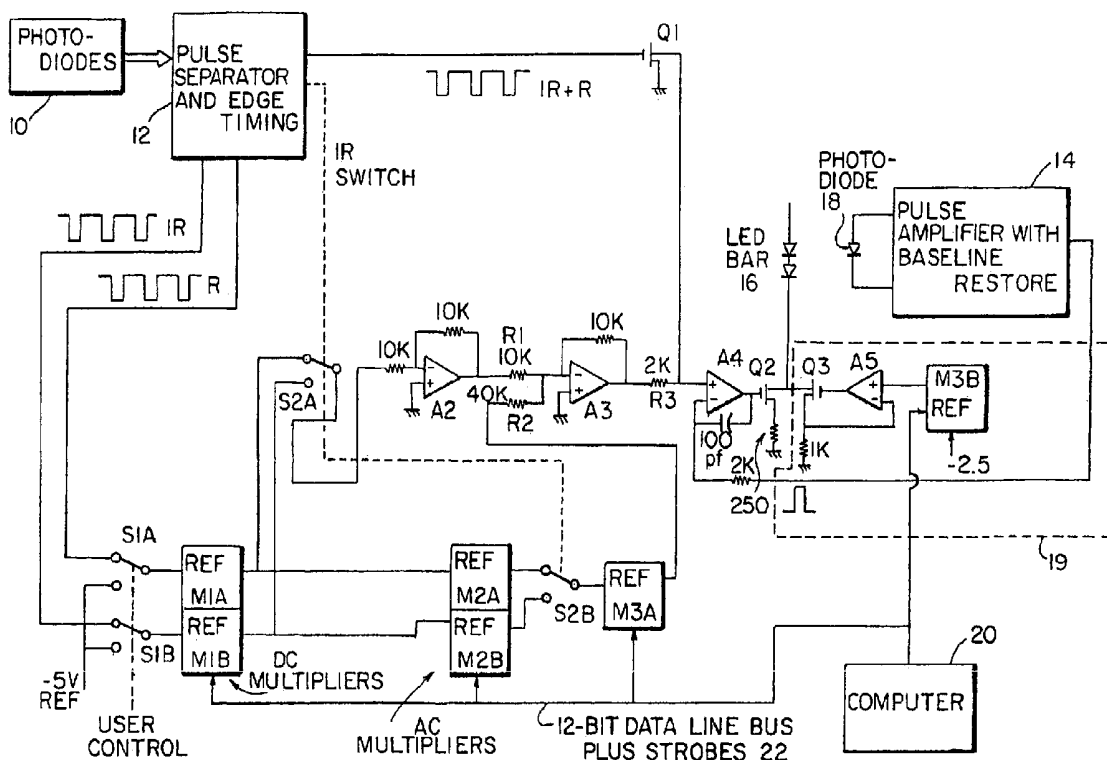 PHOTO-
DIODES
10
12
PULSE
SEPARATOR
AND EDGE
TIMING
IR+R
Q1
IR
SWITCH
IR
R
PHOTO-
DIODE
18
14
PULSE
AMPLIFIER WITH
BASELINE
RESTORE
LED
BAR
16
10K
10K
A2
R1
10K
40K
R2
10K
A3
2K
R3
A4
100
pf
2K
Q2
250
Q3
1K
A5
M3B
REF
-2.5
19
S2A
S1A
S1B
-5V
REF
USER
CONTROL
REF
M1A
REF
M1B
DC
MULTIPLIERS
REF
M2A
REF
M2B
AC
MULTIPLIERS
S2B
REF
M3A
12-BIT DATA LINE BUS
PLUS STROBES 22
20
COMPUTER